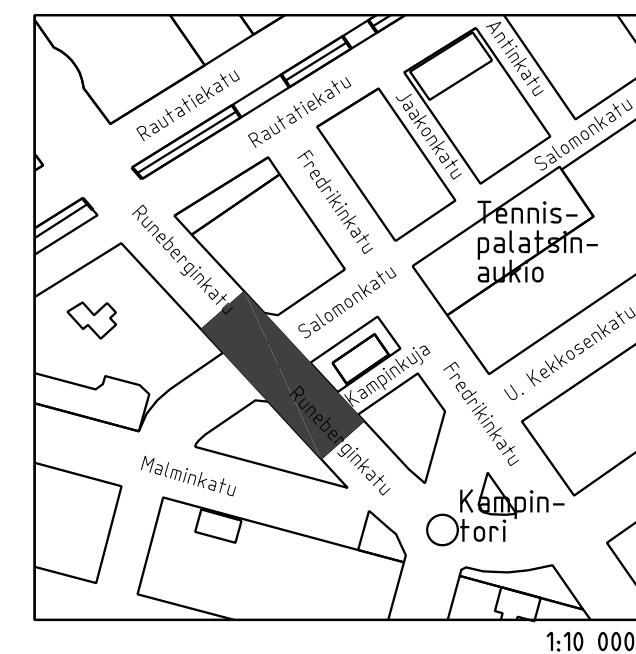 Antinkatu
Rautatiekatu
Rautatiekatu
Jaakonkatu
Salomonkatu
Fredrikinkatu
Runeberginkatu
Tennis-
palatsin-
aukio
Salomonkatu
U. Kekkosenkatu
Kampinkuja
Fredrikinkatu
Runeberginkatu
Malminkatu
Kampin-
tori
1:10 000